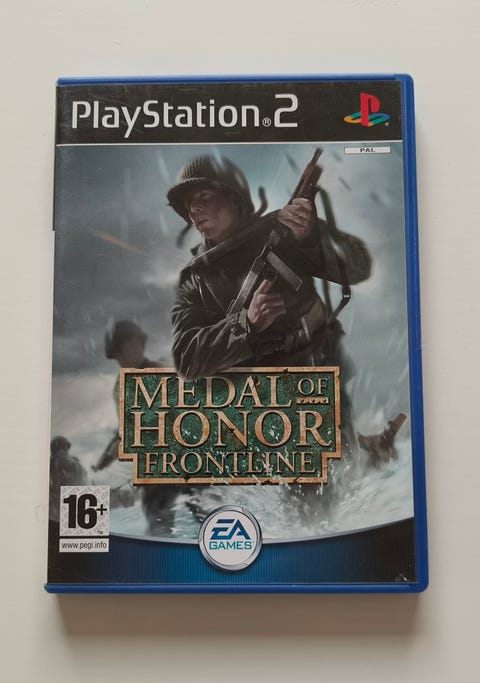 PlayStation®2
PAL
MEDAL OF
HONOR
FRONTLINE
16+
www.pegi.info
EA
GAMES